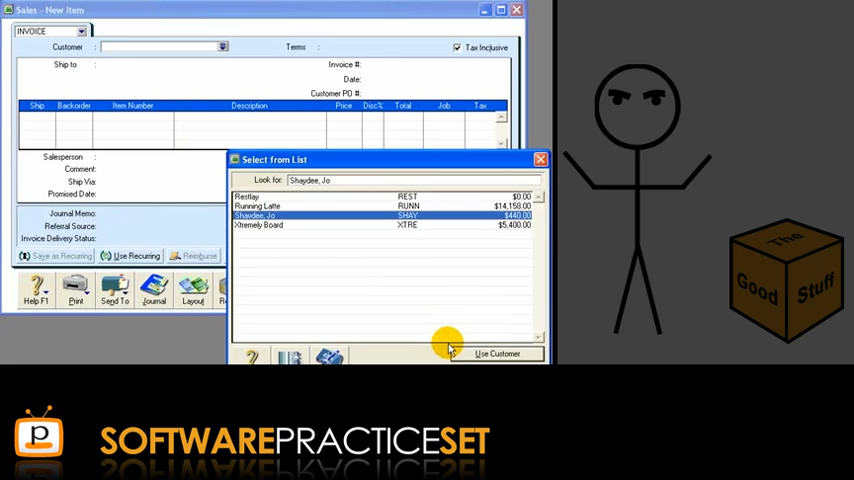 Sales - New Item
INVOICE
Customer :
Terms :
Tax Inclusive
Ship to :
Invoice #:
Date:
Customer PO #:
Ship Backorder Item Number Description Price Disc% Total Job Tax
Salesperson :
Comment:
Ship Via:
Promised Date:
Journal Memo:
Referral Source:
Invoice Delivery Status:
Save as Recurring Use Recurring Reimburse
Help F1 Print Send To Journal Layout
Select from List
Look for: Shaydee, Jo
Restlay REST $0.00
Running Latte RUNN $14,158.00
Shaydee, Jo SHAY $440.00
Xtremely Board XTRE $5,400.00
Use Customer
The
Good Stuff
p
SOFTWAREPRACTICESET